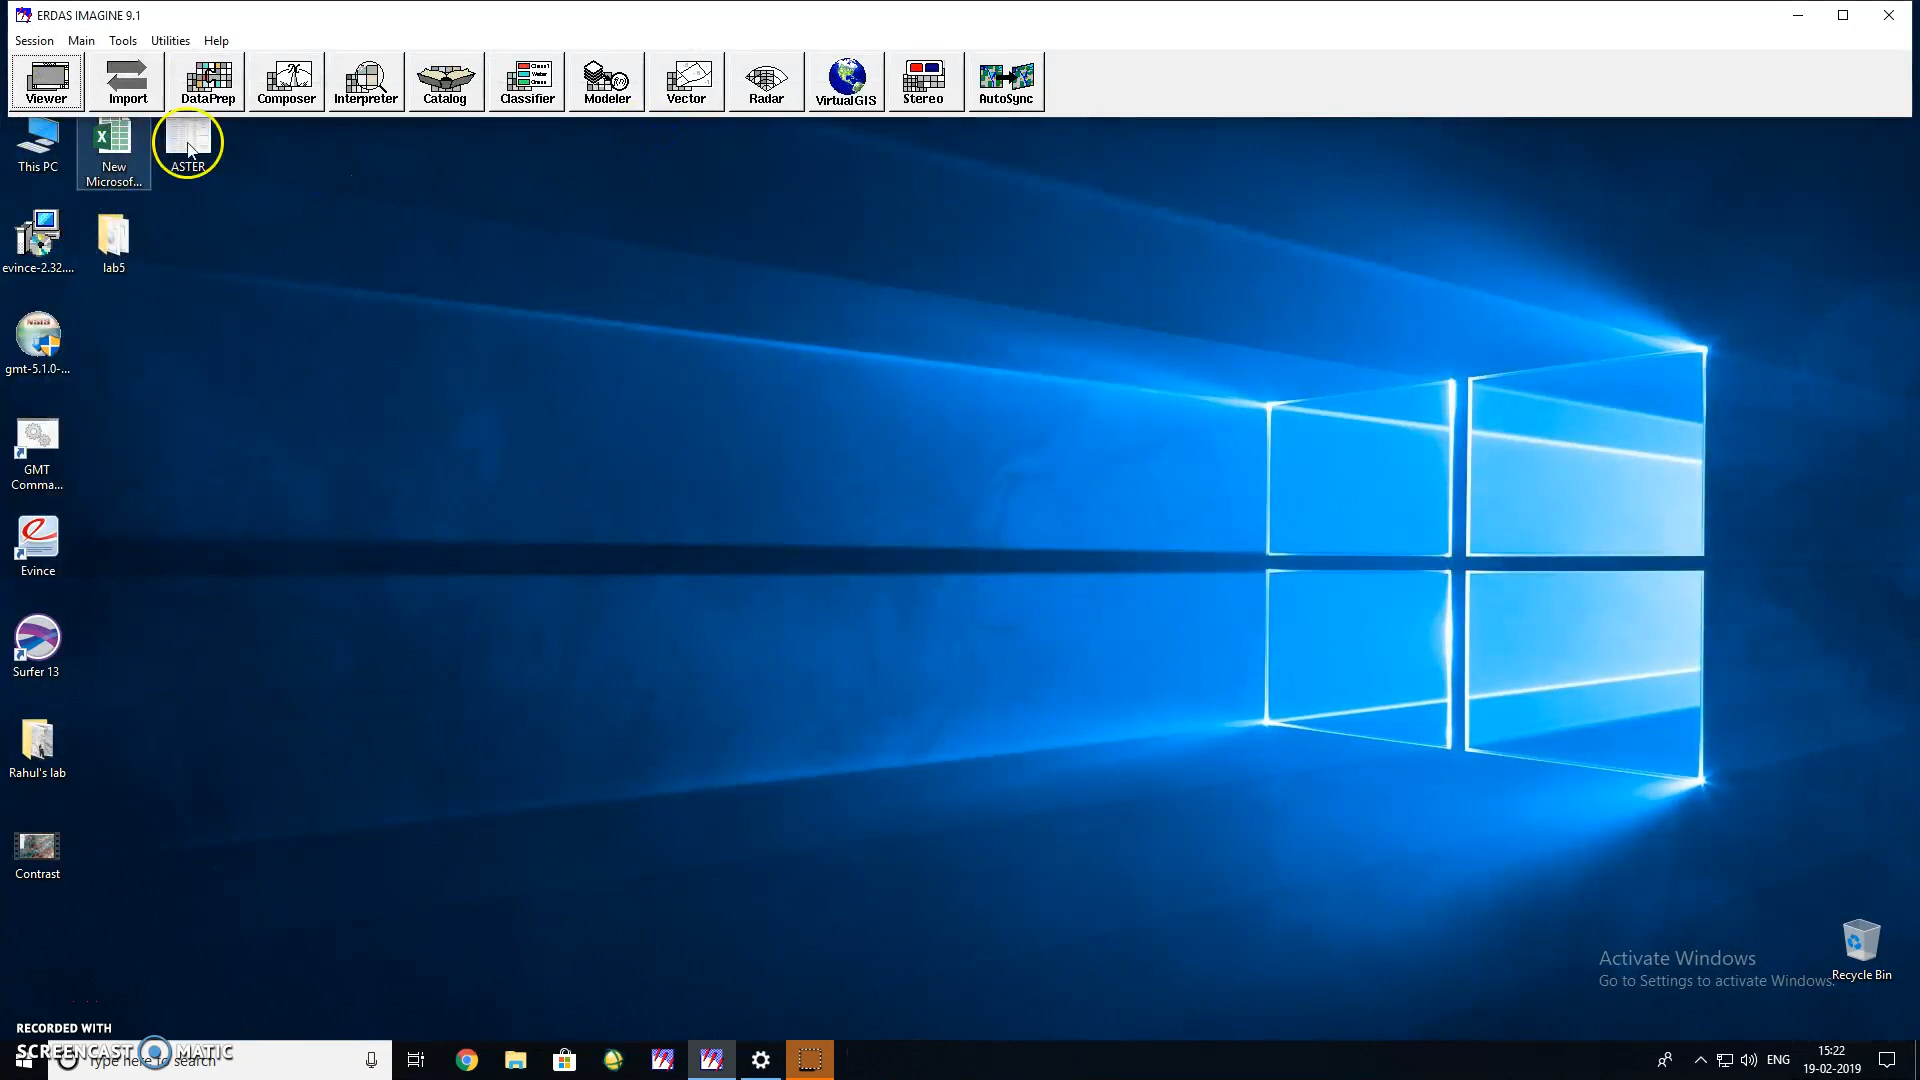 ERDAS IMAGINE 9.1
Session Main Tools Utilities Help
Viewer Import DataPrep Composer Interpreter Catalog Classifier Modeler Vector Radar VirtualGIS Stereo AutoSync
This PC
New
Microsof...
ASTER
evince-2.32....
lab5
gmt-5.1.0-...
GMT
Comma...
Evince
Surfer 13
Rahul's lab
Contrast
Activate Windows
Go to Settings to activate Windows.
Recycle Bin
RECORDED WITH
SCREENCAST MATIC
Type here to search
ENG
15:22
19-02-2019